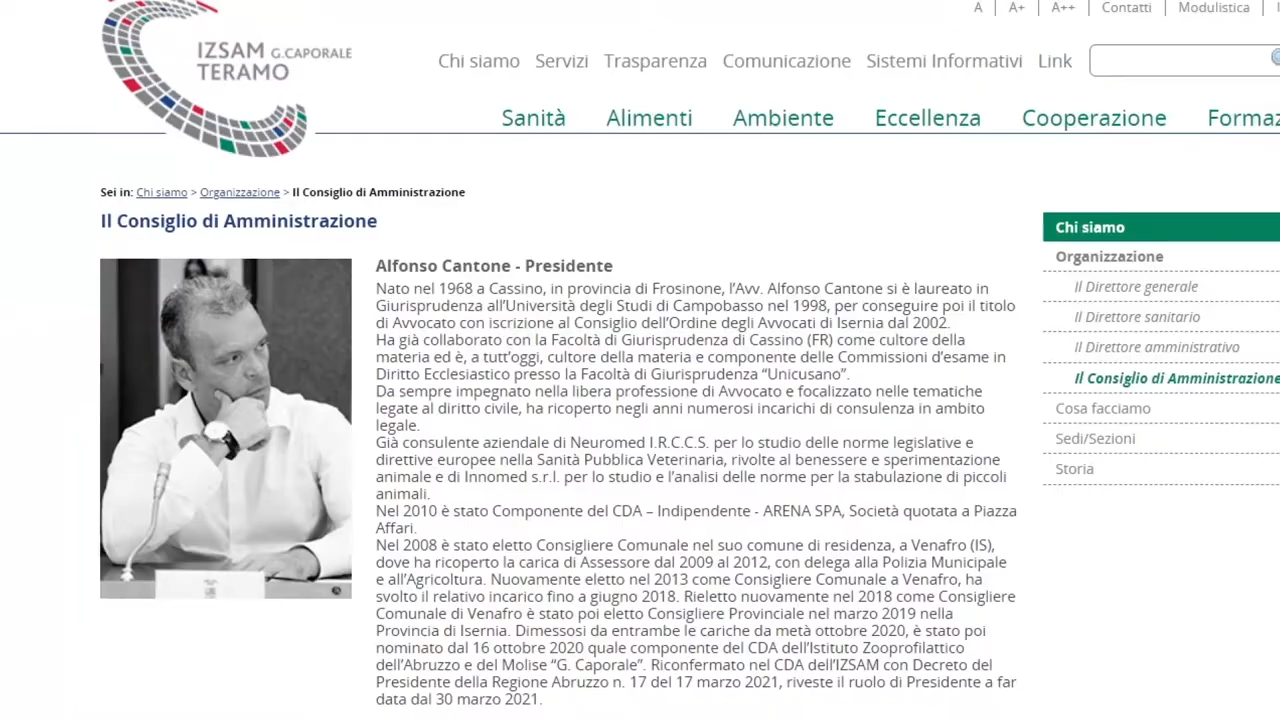 A | A+ | A++ | Contatti | Modulistica |
IZSAM G.CAPORALE
TERAMO
Chi siamo Servizi Trasparenza Comunicazione Sistemi Informativi Link
Sanità Alimenti Ambiente Eccellenza Cooperazione Formaz
Sei in: Chi siamo > Organizzazione > Il Consiglio di Amministrazione
Il Consiglio di Amministrazione
Alfonso Cantone - Presidente
Nato nel 1968 a Cassino, in provincia di Frosinone, l’Avv. Alfonso Cantone si è laureato in
Giurisprudenza all’Università degli Studi di Campobasso nel 1998, per conseguire poi il titolo
di Avvocato con iscrizione al Consiglio dell’Ordine degli Avvocati di Isernia dal 2002.
Ha già collaborato con la Facoltà di Giurisprudenza di Cassino (FR) come cultore della
materia ed è, a tutt’oggi, cultore della materia e componente delle Commissioni d’esame in
Diritto Ecclesiastico presso la Facoltà di Giurisprudenza “Unicusano”.
Da sempre impegnato nella libera professione di Avvocato e focalizzato nelle tematiche
legate al diritto civile, ha ricoperto negli anni numerosi incarichi di consulenza in ambito
legale.
Già consulente aziendale di Neuromed I.R.C.C.S. per lo studio delle norme legislative e
direttive europee nella Sanità Pubblica Veterinaria, rivolte al benessere e sperimentazione
animale e di Innomed s.r.l. per lo studio e l’analisi delle norme per la stabulazione di piccoli
animali.
Nel 2010 è stato Componente del CDA – Indipendente - ARENA SPA, Società quotata a Piazza
Affari.
Nel 2008 è stato eletto Consigliere Comunale nel suo comune di residenza, a Venafro (IS),
dove ha ricoperto la carica di Assessore dal 2009 al 2012, con delega alla Polizia Municipale
e all’Agricoltura. Nuovamente eletto nel 2013 come Consigliere Comunale a Venafro, ha
svolto il relativo incarico fino a giugno 2018. Rieletto nuovamente nel 2018 come Consigliere
Comunale di Venafro è stato poi eletto Consigliere Provinciale nel marzo 2019 nella
Provincia di Isernia. Dimessosi da entrambe le cariche da metà ottobre 2020, è stato poi
nominato dal 16 ottobre 2020 quale componente del CDA dell’Istituto Zooprofilattico
dell’Abruzzo e del Molise “G. Caporale”. Riconfermato nel CDA dell’IZSAM con Decreto del
Presidente della Regione Abruzzo n. 17 del 17 marzo 2021, riveste il ruolo di Presidente a far
data dal 30 marzo 2021.
Chi siamo
Organizzazione
Il Direttore generale
Il Direttore sanitario
Il Direttore amministrativo
Il Consiglio di Amministrazione
Cosa facciamo
Sedi/Sezioni
Storia